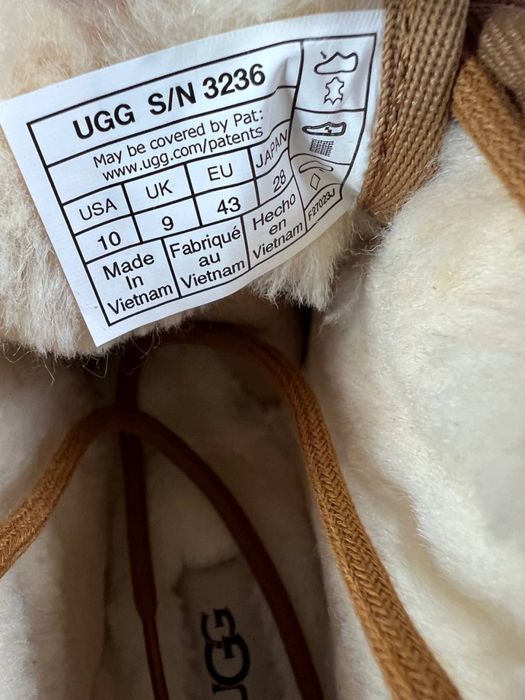 UGG S/N 3236
May be covered by Pat:
www.ugg.com/patents
USA UK EU JAPAN
10 9 43 28
Made In Vietnam
Fabriqué au Vietnam
Hecho en Vietnam
F27023J
UGG